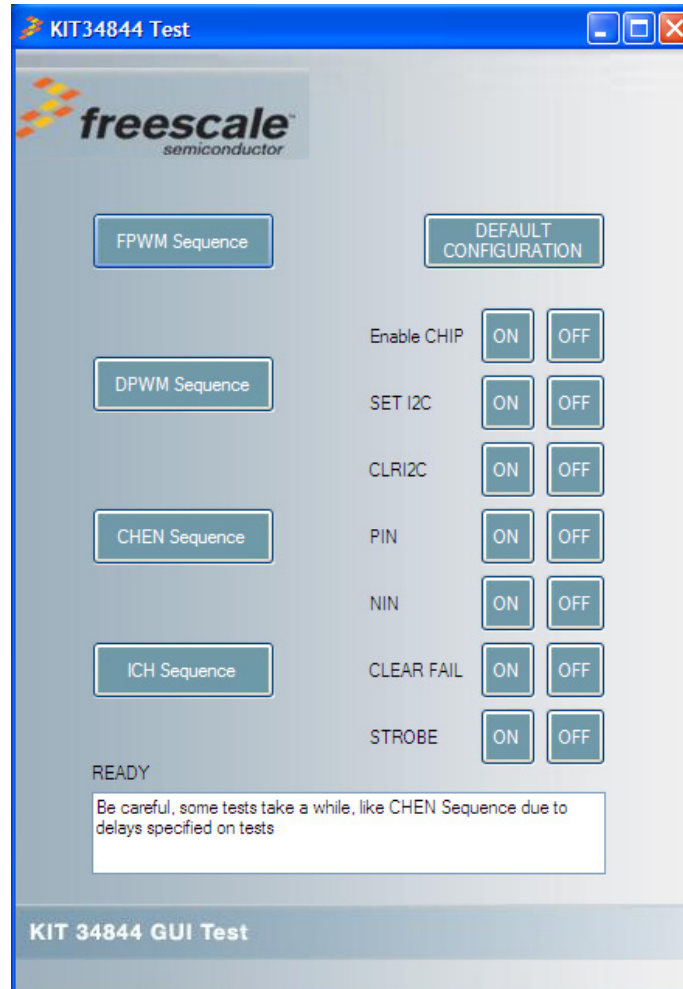 KIT34844 Test
freescale™
semiconductor
FPWM Sequence
DEFAULT
CONFIGURATION
Enable CHIP ON OFF
DPWM Sequence
SET I2C ON OFF
CLRI2C ON OFF
CHEN Sequence
PIN ON OFF
NIN ON OFF
ICH Sequence
CLEAR FAIL ON OFF
STROBE ON OFF
READY
Be careful, some tests take a while, like CHEN Sequence due to
delays specified on tests
KIT 34844 GUI Test